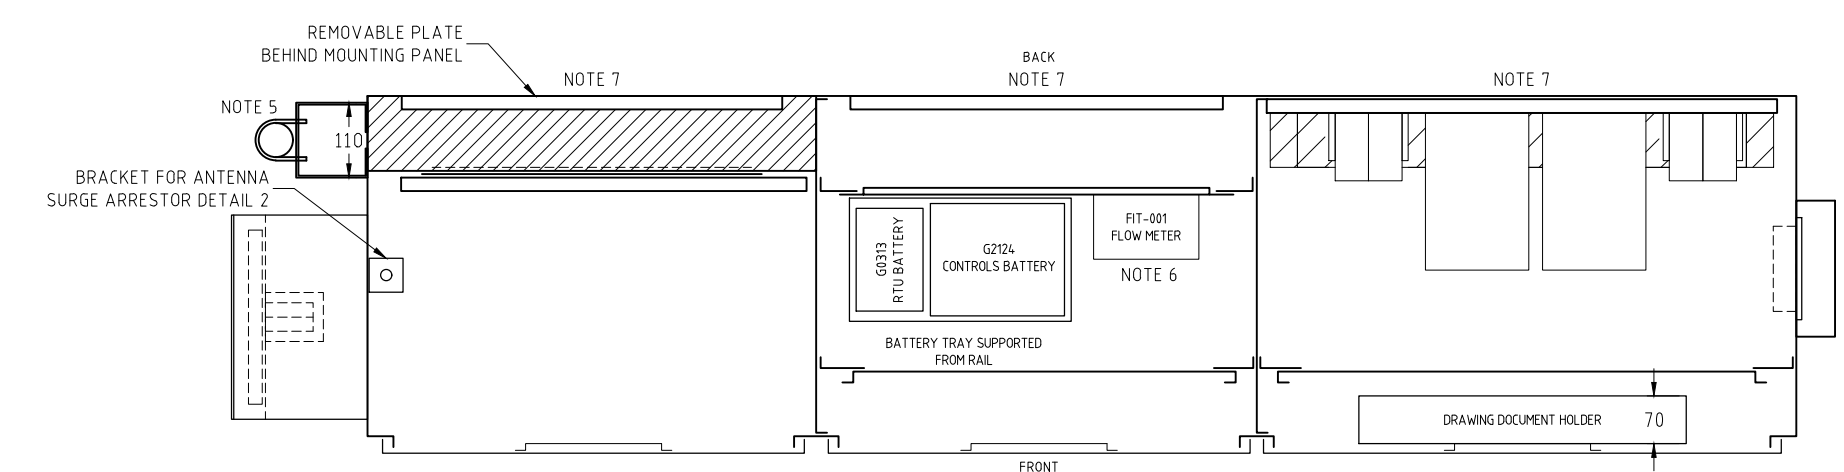 REMOVABLE PLATE
BEHIND MOUNTING PANEL
NOTE 7
BACK
NOTE 7
NOTE 7
NOTE 5
110
BRACKET FOR ANTENNA
SURGE ARRESTOR DETAIL 2
G0313
RTU BATTERY
G2124
CONTROLS BATTERY
FIT-001
FLOW METER
NOTE 6
BATTERY TRAY SUPPORTED
FROM RAIL
DRAWING DOCUMENT HOLDER
70
FRONT